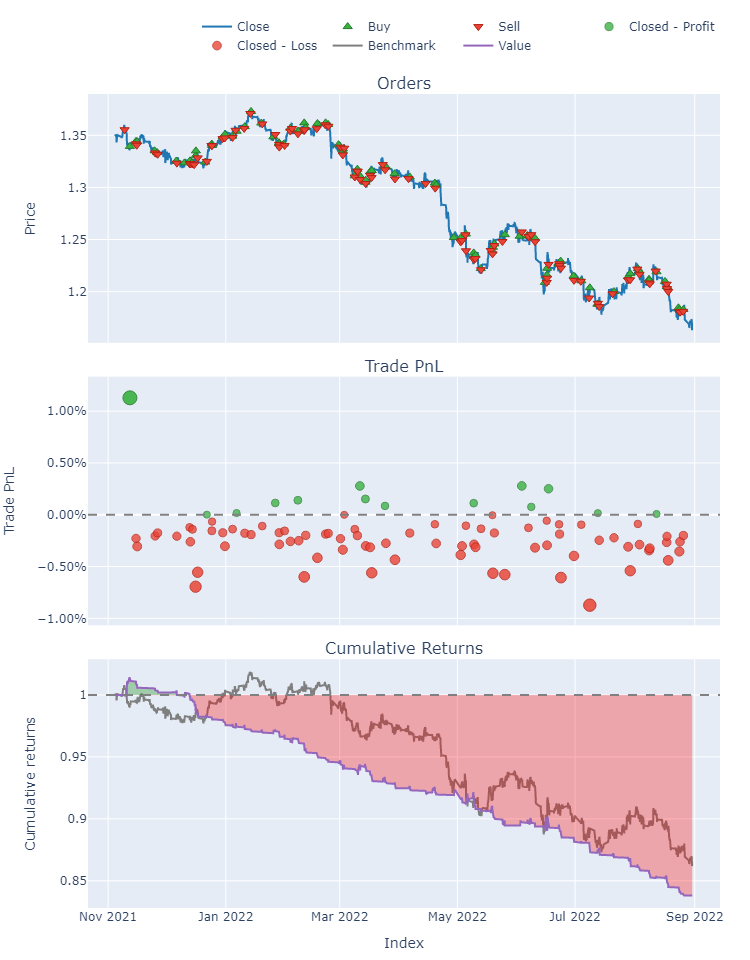 Close Buy Sell Closed - Profit
Closed - Loss Benchmark Value
Orders
1.35
1.3
1.25
1.2
Price
Trade PnL
1.00%
0.50%
0.00%
−0.50%
−1.00%
Trade PnL
Cumulative Returns
1
0.95
0.9
0.85
Cumulative returns
Nov 2021 Jan 2022 Mar 2022 May 2022 Jul 2022 Sep 2022
Index